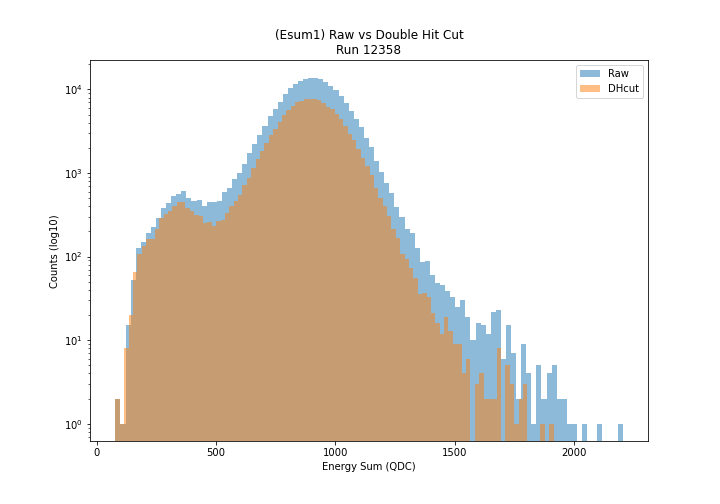 (Esum1) Raw vs Double Hit Cut
Run 12358
Raw
DHcut
10⁴
10³
10²
10¹
10⁰
Counts (log10)
0 500 1000 1500 2000
Energy Sum (QDC)